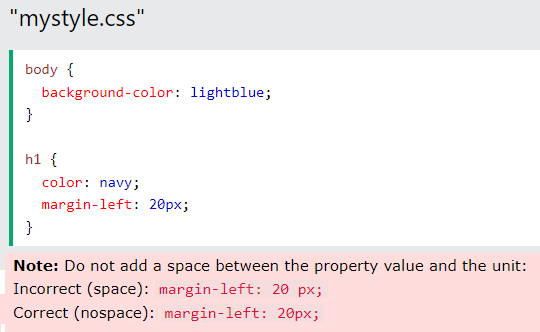 "mystyle.css"
body {
  background-color: lightblue;
}
h1 {
  color: navy;
  margin-left: 20px;
}
Note: Do not add a space between the property value and the unit:
Incorrect (space): margin-left: 20 px;
Correct (nospace): margin-left: 20px;